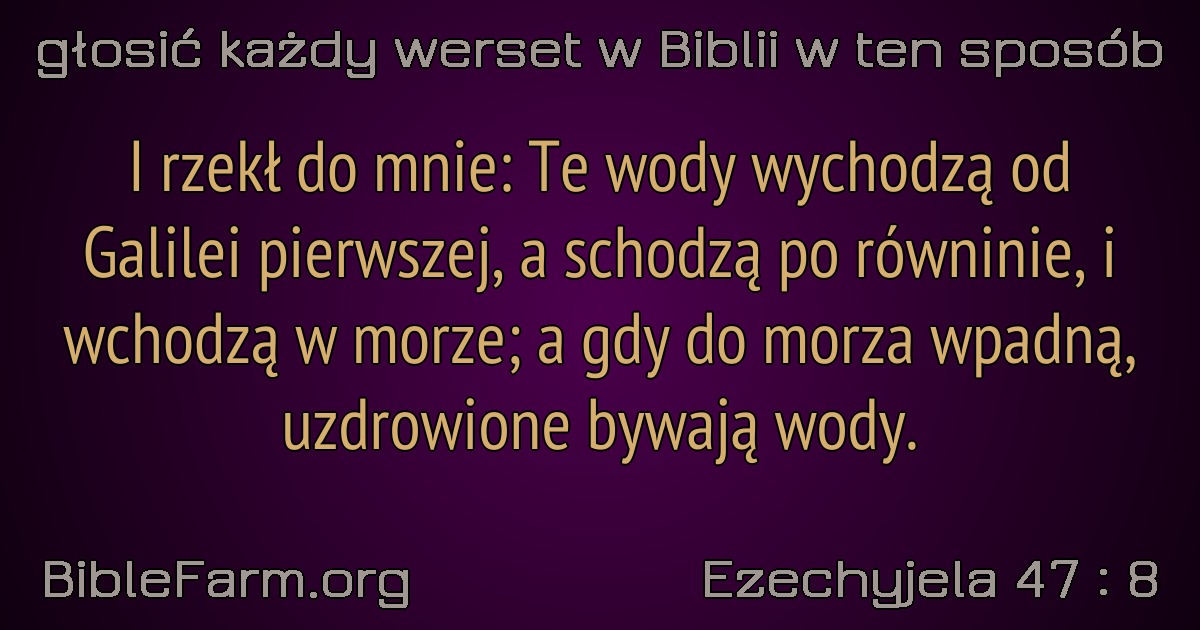 głosić każdy werset w Biblii w ten sposób
I rzekł do mnie: Te wody wychodzą od
Galilei pierwszej, a schodzą po równinie, i
wchodzą w morze; a gdy do morza wpadną,
uzdrowione bywają wody.
BibleFarm.org
Ezechyjela 47 : 8